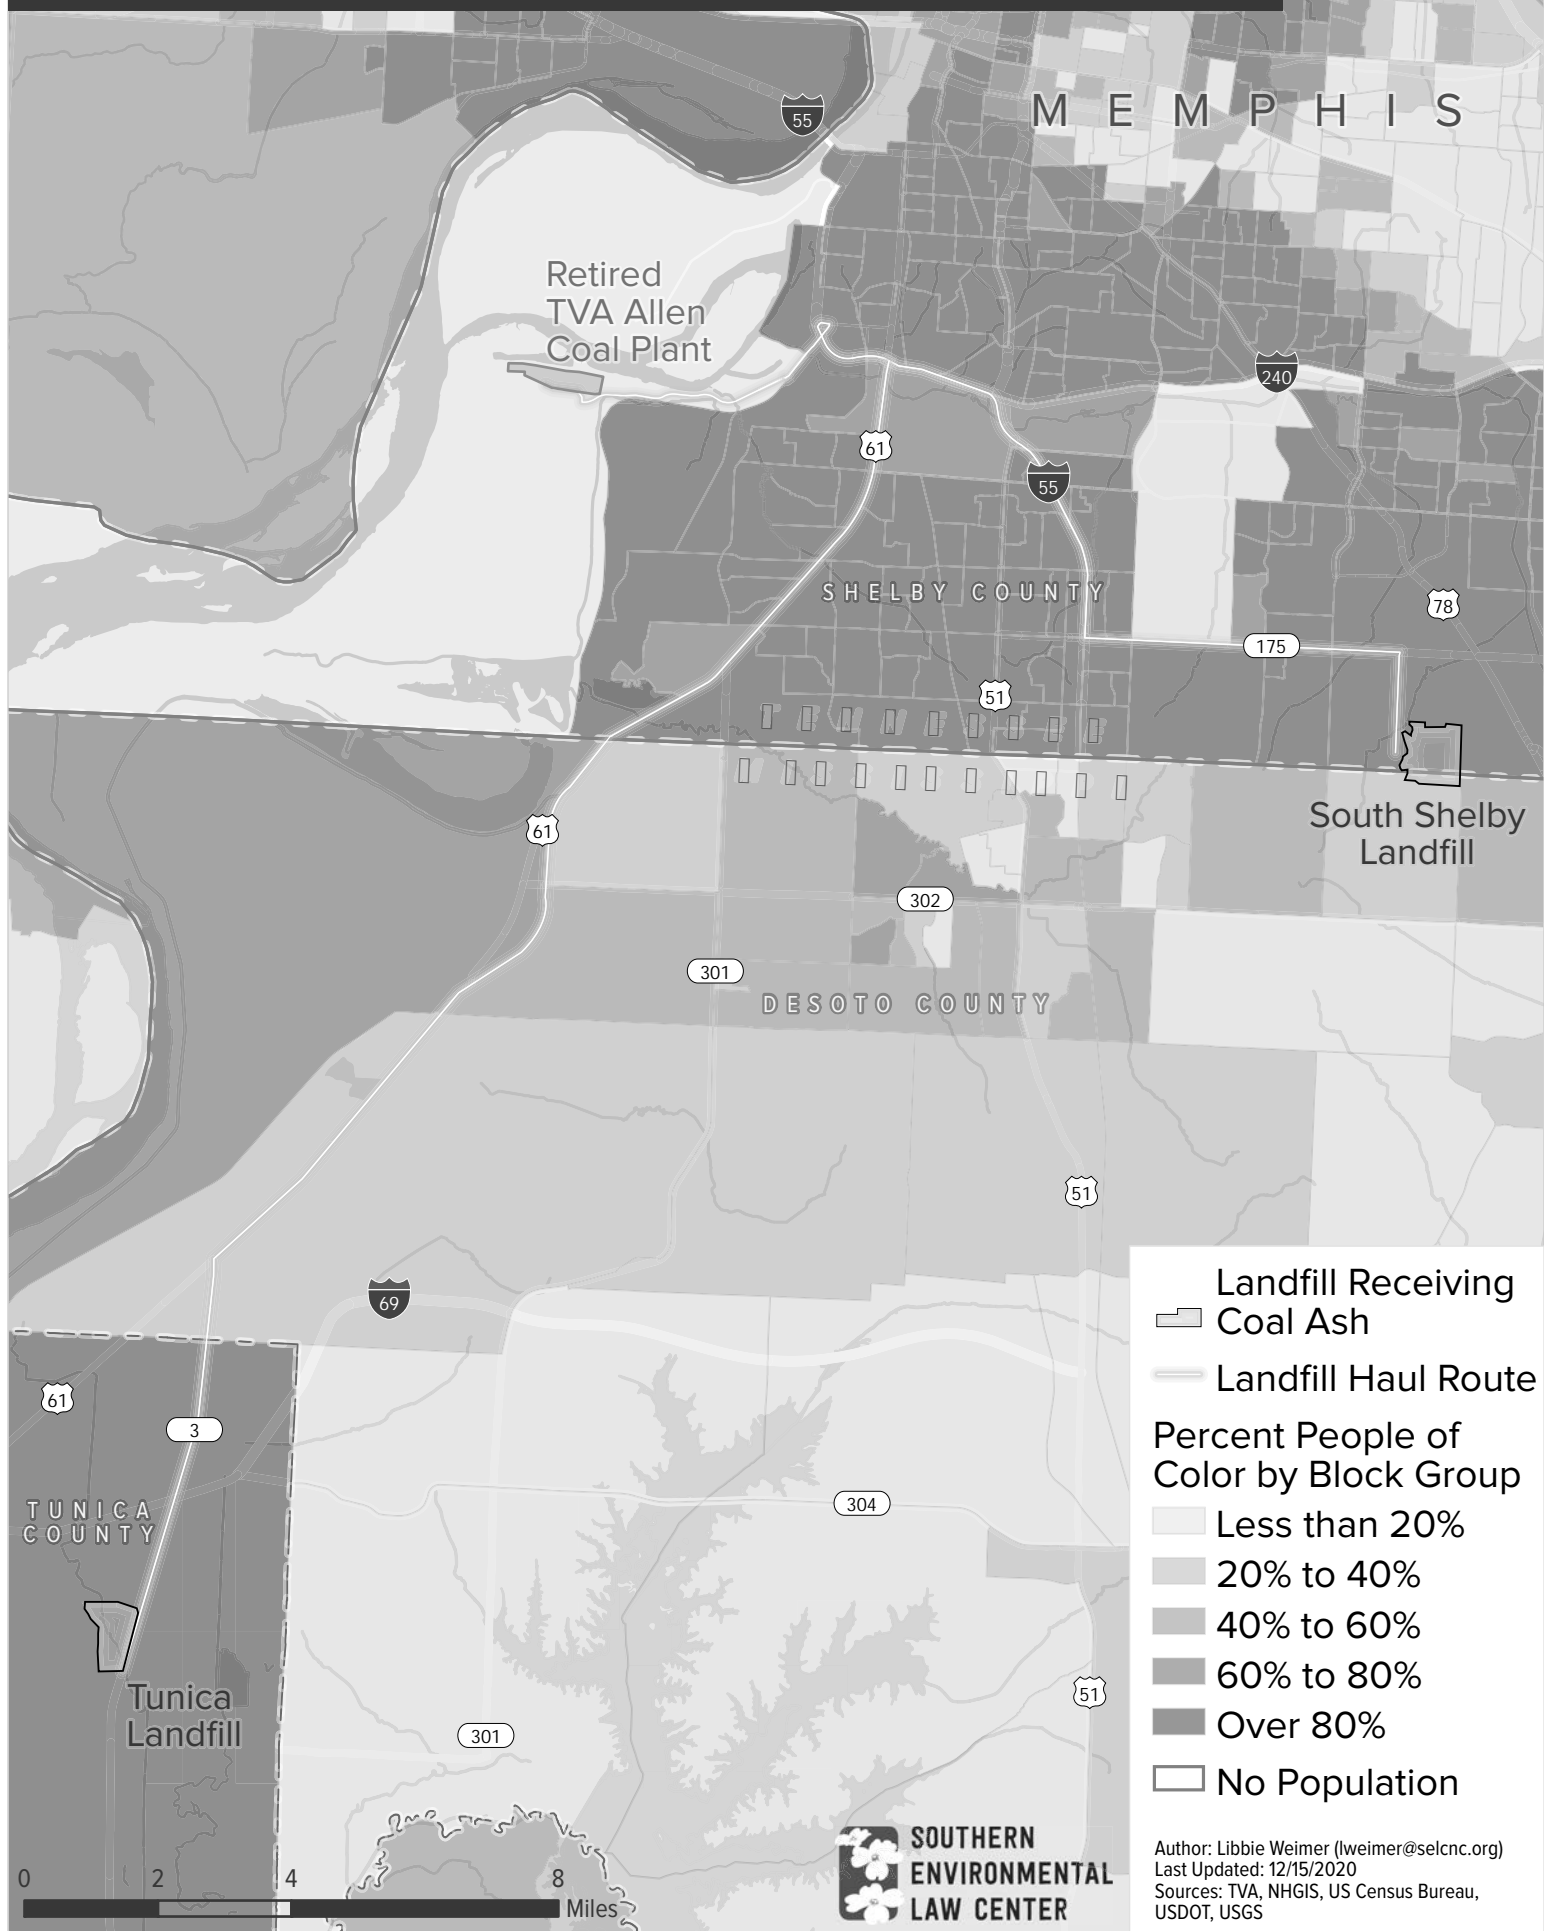 MEMPHIS
55
Retired
TVA Allen
Coal Plant
240
61
55
SHELBY COUNTY
78
175
51
South Shelby
Landfill
61
302
301
DESOTO COUNTY
51
69
61
3
304
TUNICA
COUNTY
51
Tunica
Landfill
301
Landfill Receiving
Coal Ash
Landfill Haul Route
Percent People of
Color by Block Group
Less than 20%
20% to 40%
40% to 60%
60% to 80%
Over 80%
No Population
0 2 4 8
Miles
SOUTHERN
ENVIRONMENTAL
LAW CENTER
Author: Libbie Weimer (lweimer@selcnc.org)
Last Updated: 12/15/2020
Sources: TVA, NHGIS, US Census Bureau,
USDOT, USGS